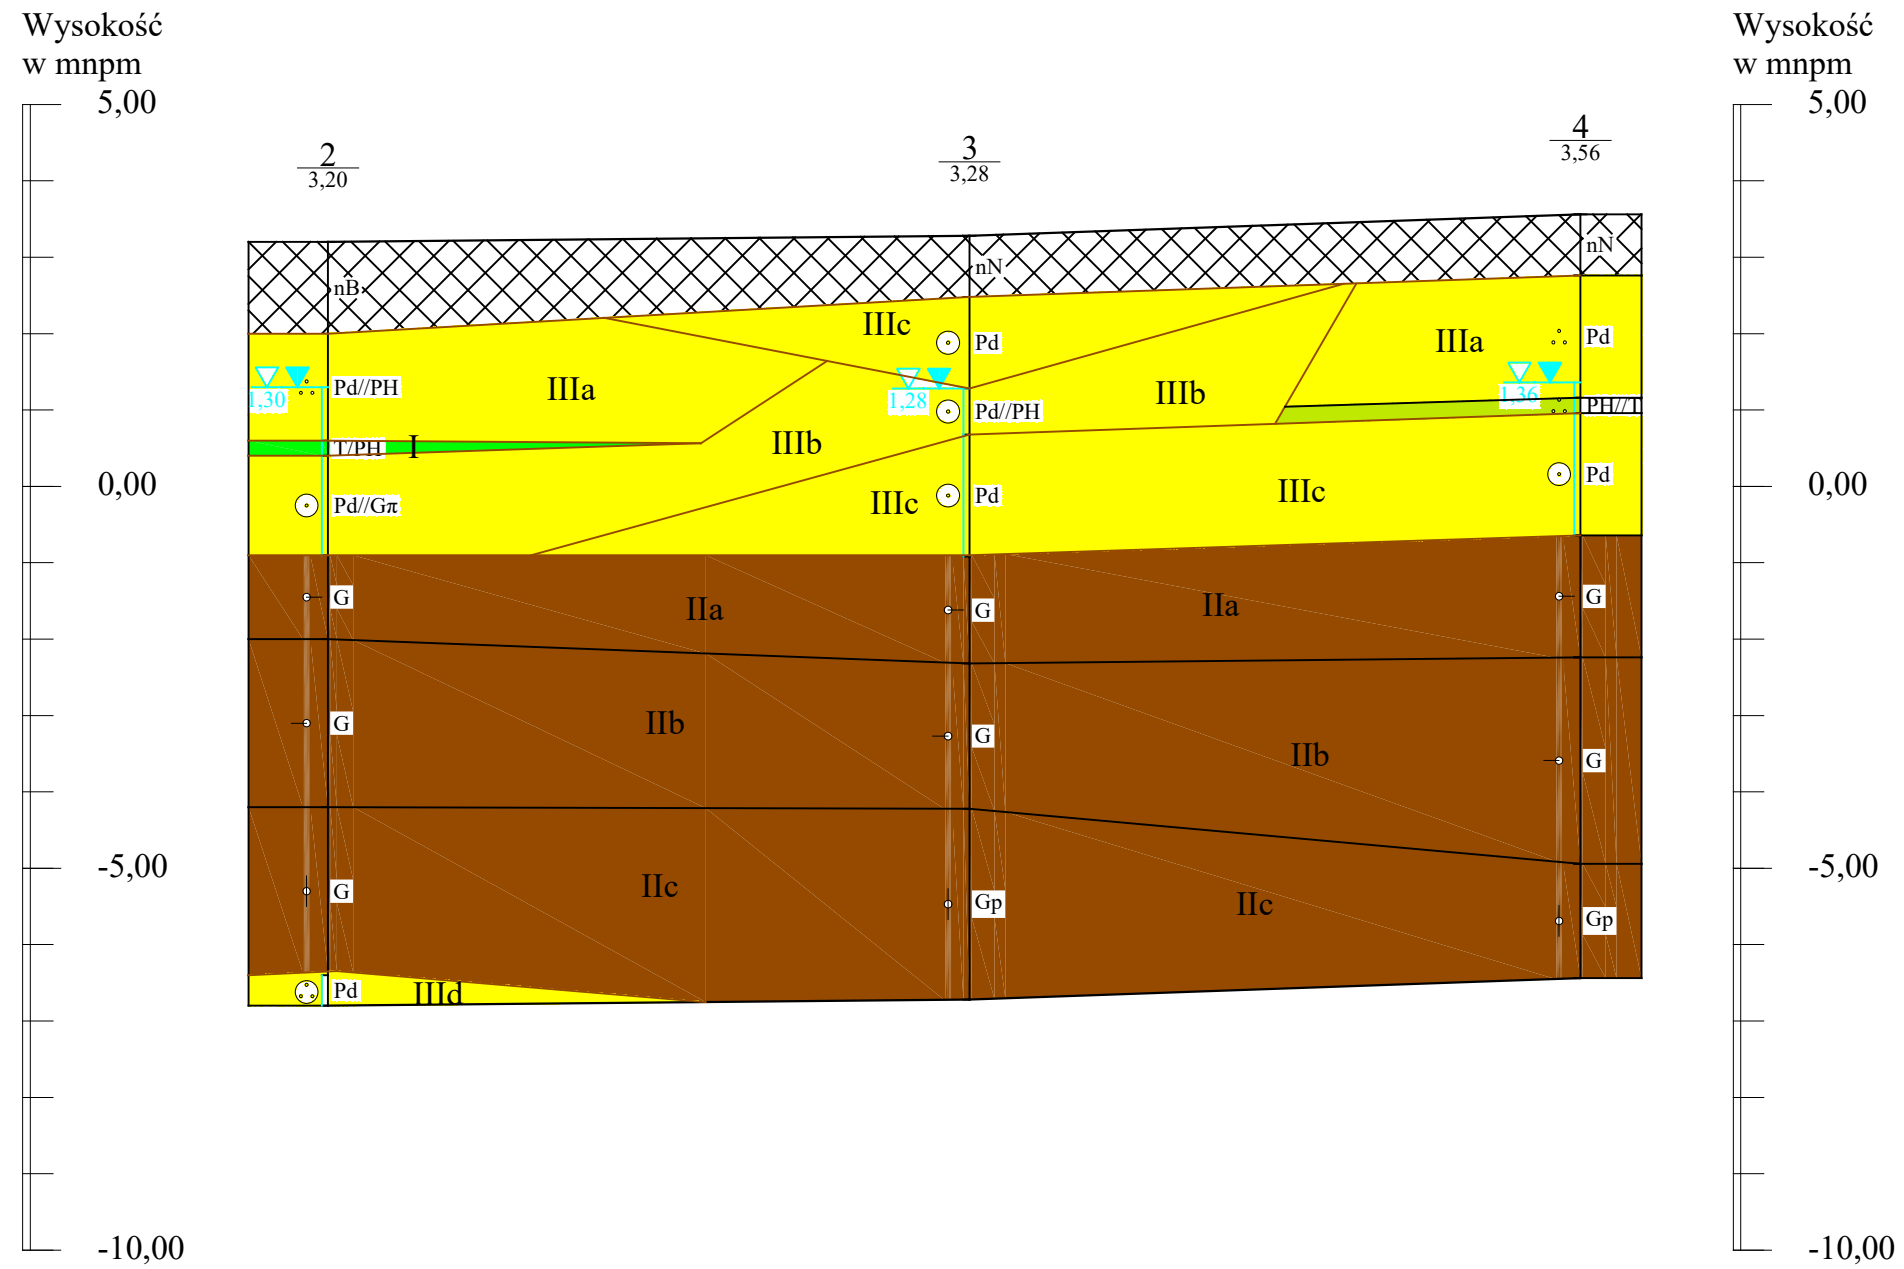 Wysokość
w mnpm
Wysokość
w mnpm
5,00
5,00
2
3,20
3
3,28
4
3,56
nB
nN
nN
IIIc
Pd
IIIa
Pd
1,30
Pd//PH
IIIa
1,28
Pd//PH
IIIb
1,36
PH//T
T/PH
I
IIIb
0,00
0,00
Pd//Gπ
IIIc
Pd
IIIc
Pd
G
IIa
G
IIa
G
G
IIb
G
IIb
G
-5,00
-5,00
G
IIc
Gp
IIc
Gp
Pd
IIId
-10,00
-10,00